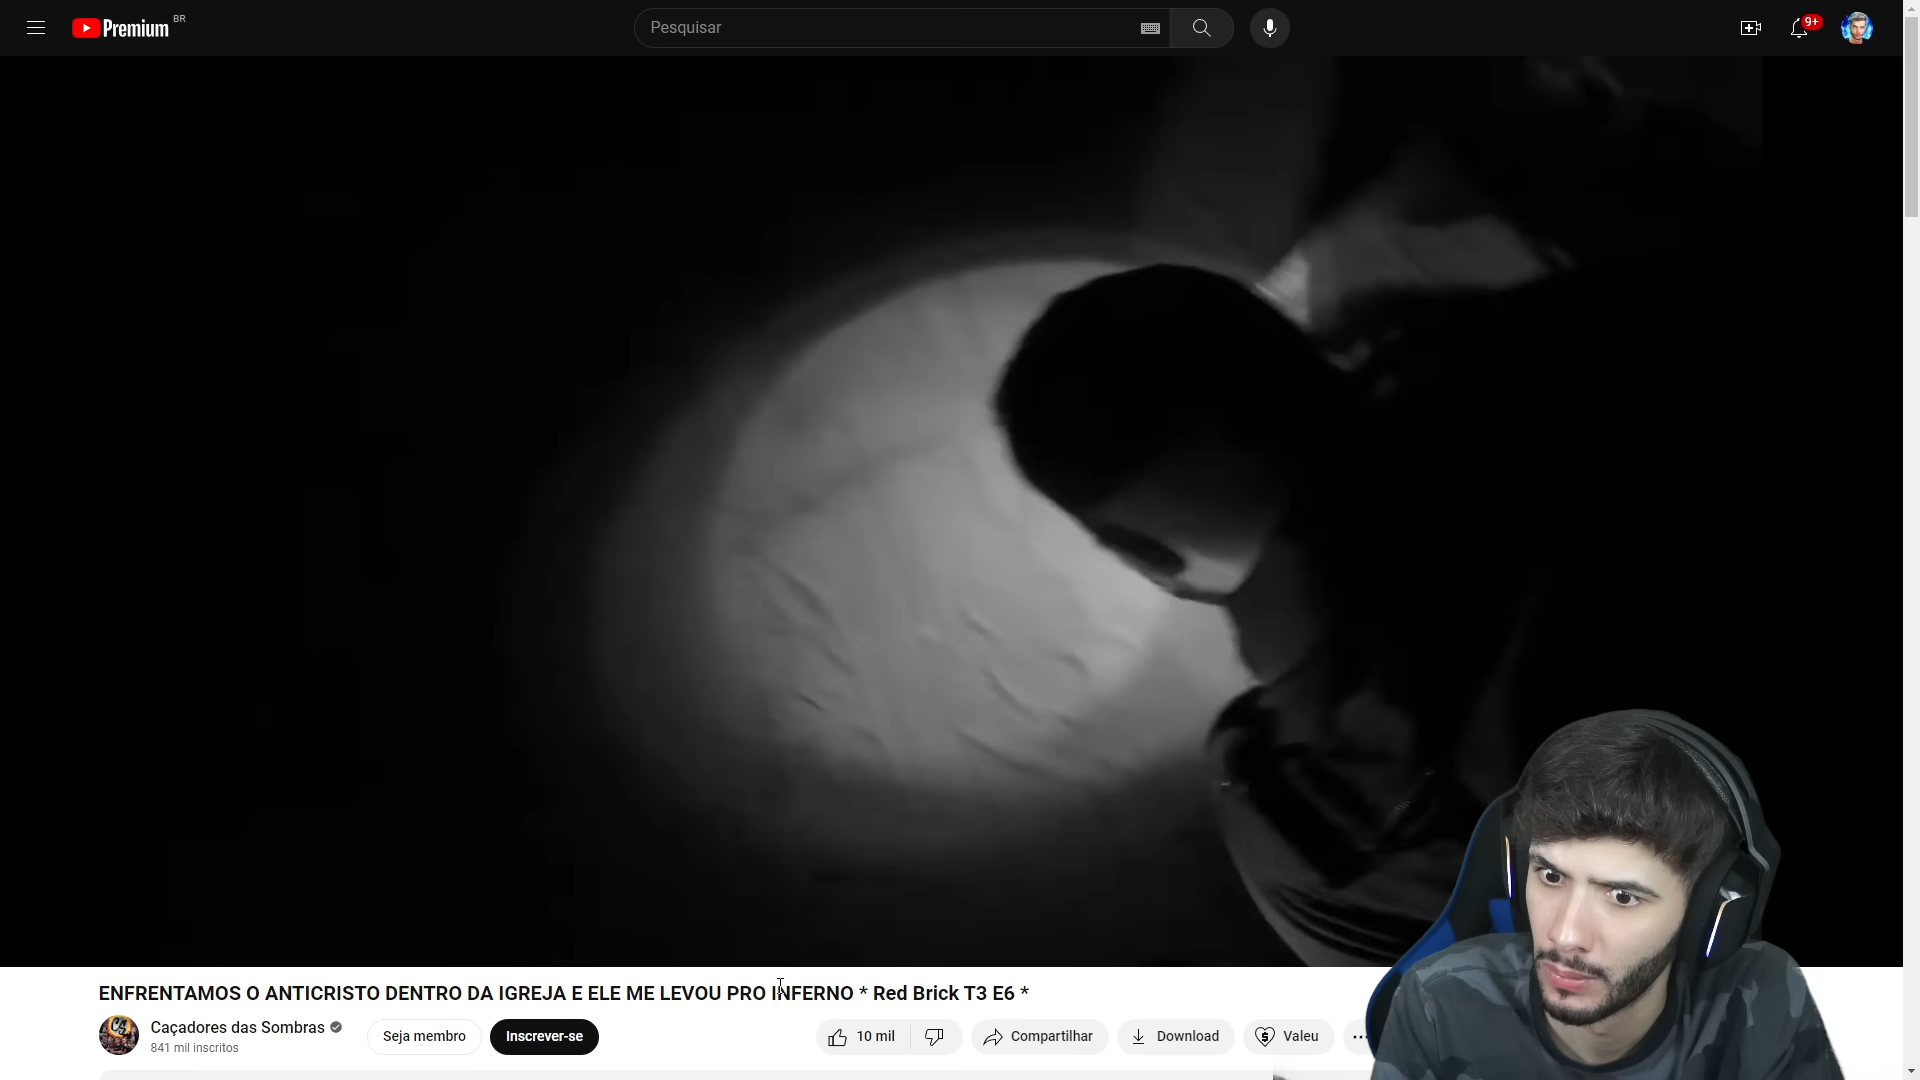 Premium BR
Pesquisar
9+
ENFRENTAMOS O ANTICRISTO DENTRO DA IGREJA E ELE ME LEVOU PRO INFERNO * Red Brick T3 E6 *
CS
Caçadores das Sombras
841 mil inscritos
Seja membro
Inscrever-se
10 mil
Compartilhar
Download
Valeu